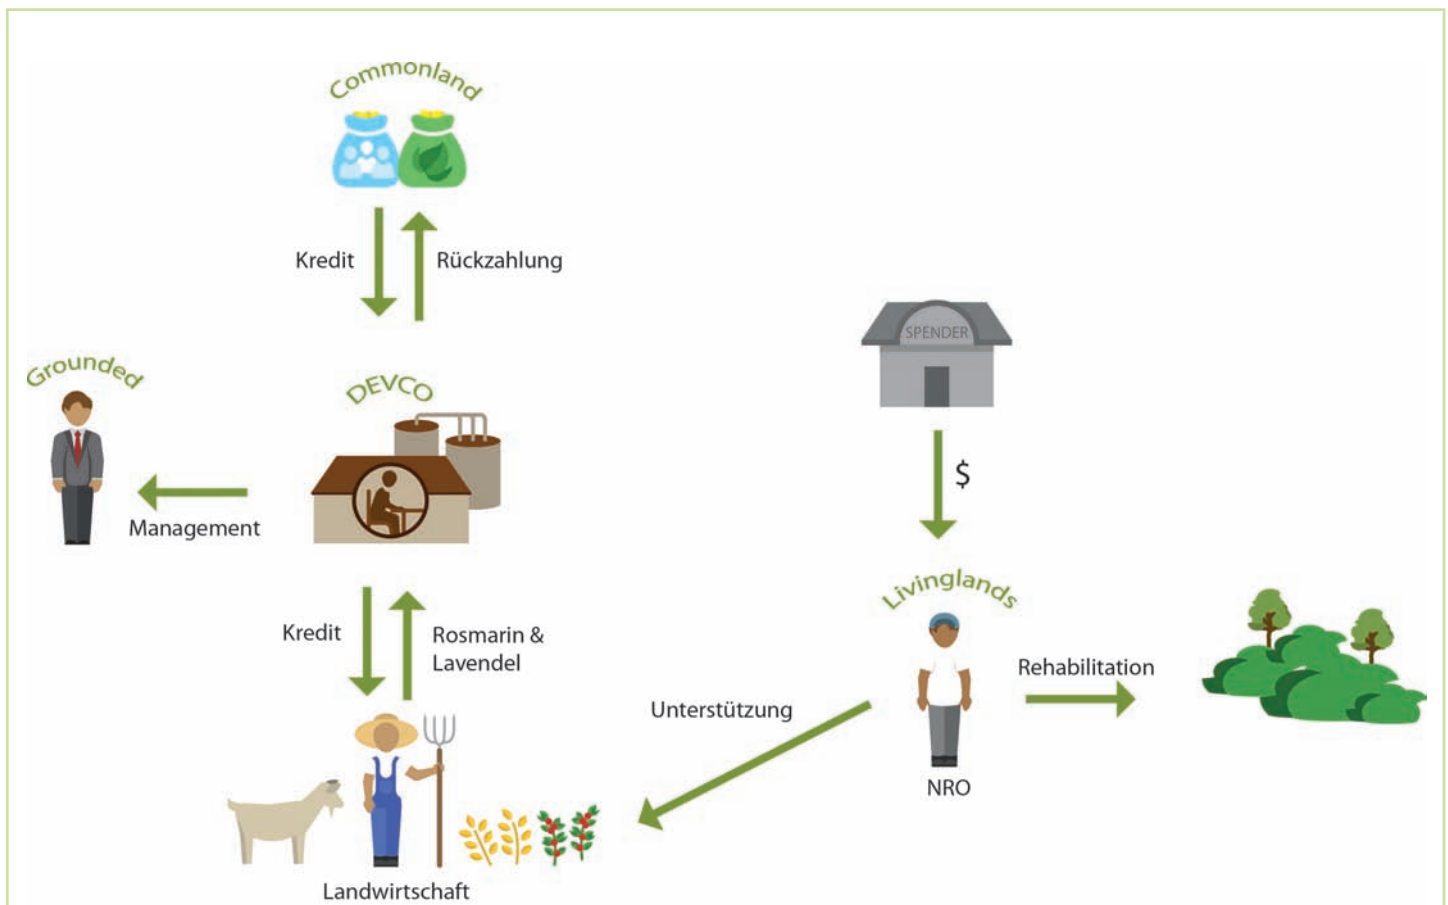 Commonland
Kredit
Rückzahlung
SPENDER
Grounded
DEVCO
$
Management
Livinglands
Kredit
Rosmarin &
Lavendel
Rehabilitation
Unterstützung
NRO
Landwirtschaft